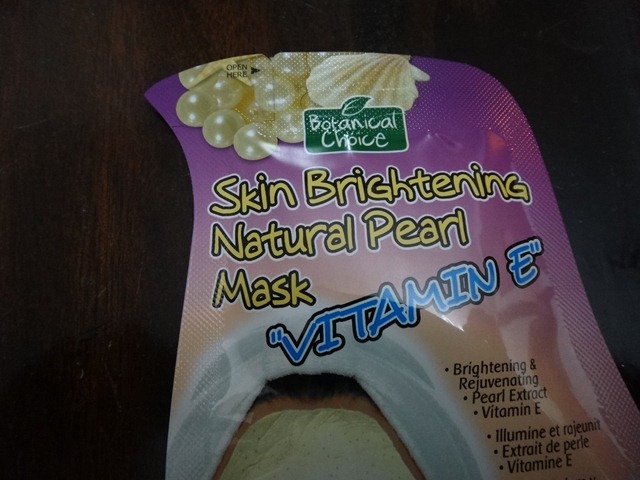 OPEN
HERE
Botanical
Choice
Skin Brightening
Natural Pearl
Mask
"VITAMIN E"
• Brightening &
Rejuvenating
• Pearl Extract
• Vitamin E
• Illumine et rajeunit
• Extrait de perle
• Vitamine E